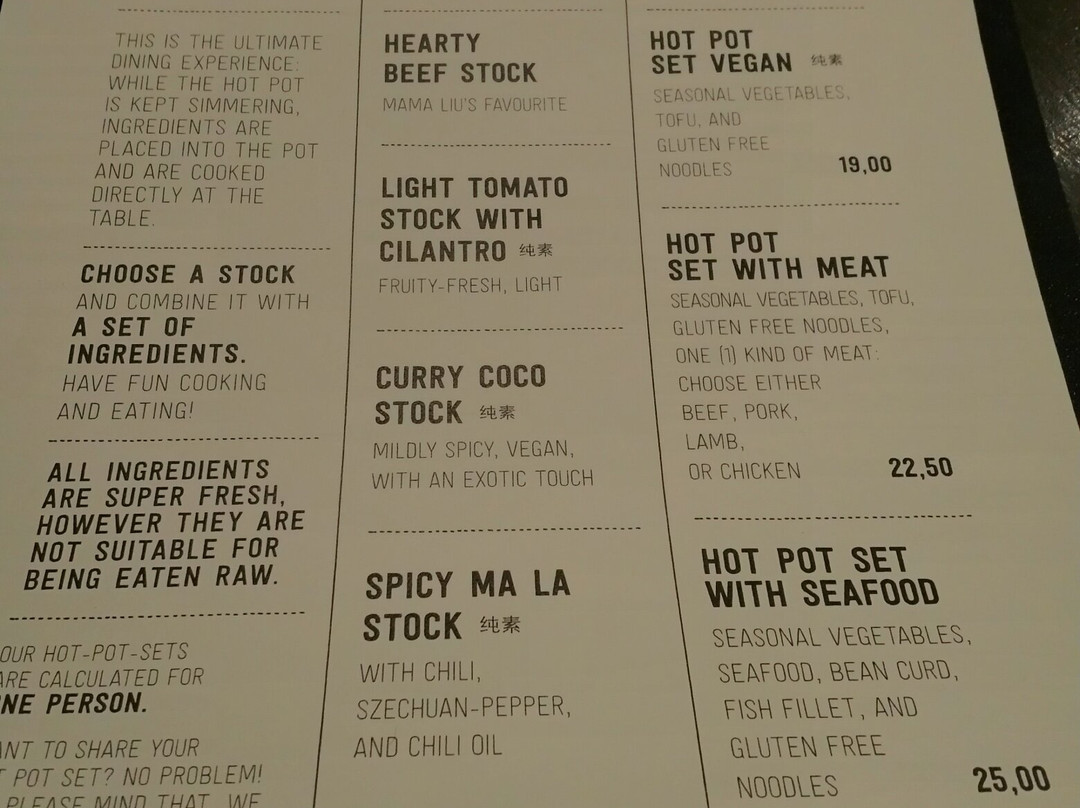 THIS IS THE ULTIMATE
DINING EXPERIENCE:
WHILE THE HOT POT
IS KEPT SIMMERING,
INGREDIENTS ARE
PLACED INTO THE POT
AND ARE COOKED
DIRECTLY AT THE
TABLE.
CHOOSE A STOCK
AND COMBINE IT WITH
A SET OF
INGREDIENTS.
HAVE FUN COOKING
AND EATING!
ALL INGREDIENTS
ARE SUPER FRESH,
HOWEVER THEY ARE
NOT SUITABLE FOR
BEING EATEN RAW.
OUR HOT-POT-SETS
ARE CALCULATED FOR
NE PERSON.
ANT TO SHARE YOUR
T POT SET? NO PROBLEM!
PLEASE MIND THAT, WE
HEARTY
BEEF STOCK
MAMA LIU'S FAVOURITE
LIGHT TOMATO
STOCK WITH
CILANTRO 纯素
FRUITY-FRESH, LIGHT
CURRY COCO
STOCK 纯素
MILDLY SPICY, VEGAN,
WITH AN EXOTIC TOUCH
SPICY MA LA
STOCK 纯素
WITH CHILI,
SZECHUAN-PEPPER,
AND CHILI OIL
HOT POT
SET VEGAN 纯素
SEASONAL VEGETABLES,
TOFU, AND
GLUTEN FREE
NOODLES 19,00
HOT POT
SET WITH MEAT
SEASONAL VEGETABLES, TOFU,
GLUTEN FREE NOODLES,
ONE (1) KIND OF MEAT:
CHOOSE EITHER
BEEF, PORK,
LAMB,
OR CHICKEN 22,50
HOT POT SET
WITH SEAFOOD
SEASONAL VEGETABLES,
SEAFOOD, BEAN CURD,
FISH FILLET, AND
GLUTEN FREE
NOODLES 25,00